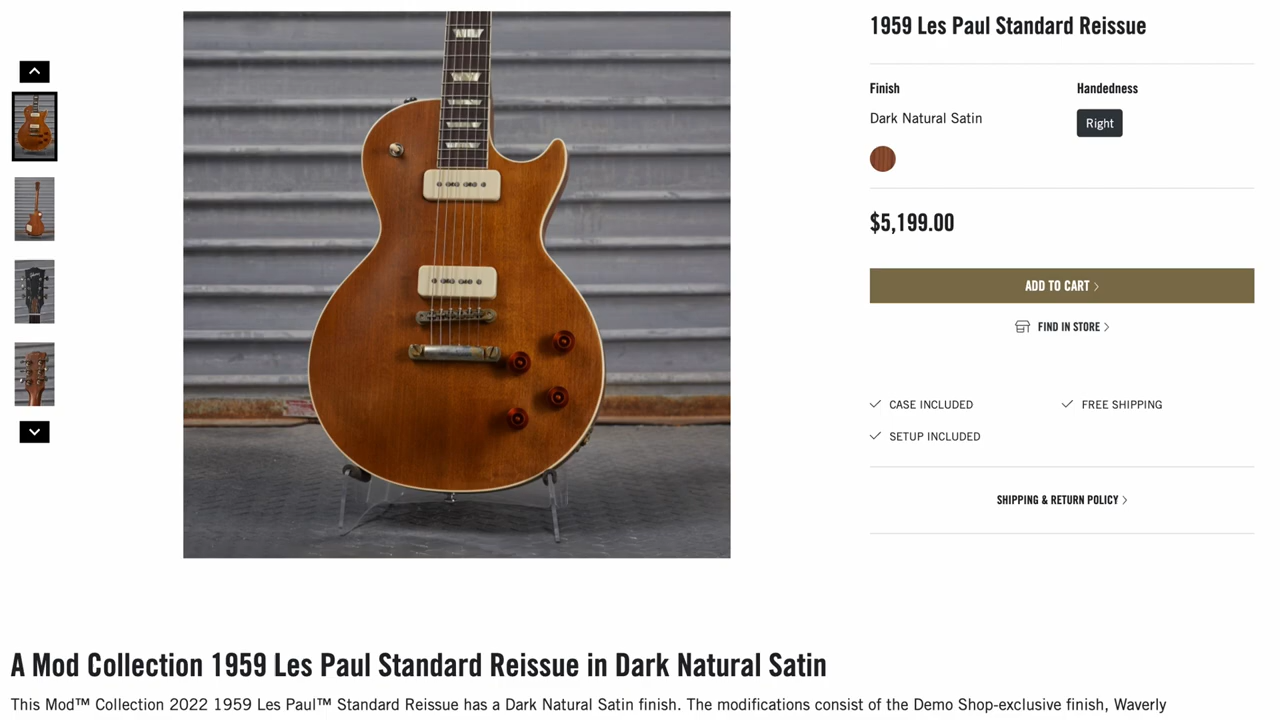 1959 Les Paul Standard Reissue
Finish
Handedness
Dark Natural Satin
Right
$5,199.00
ADD TO CART
FIND IN STORE
CASE INCLUDED
FREE SHIPPING
SETUP INCLUDED
SHIPPING & RETURN POLICY
A Mod Collection 1959 Les Paul Standard Reissue in Dark Natural Satin
This Mod™ Collection 2022 1959 Les Paul™ Standard Reissue has a Dark Natural Satin finish. The modifications consist of the Demo Shop-exclusive finish, Waverly